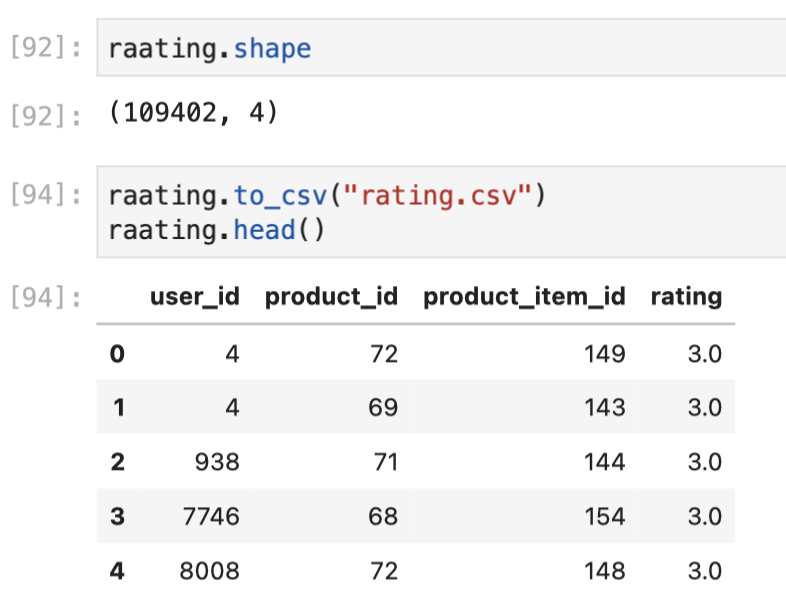 [92]: raating.shape
[92]: (109402, 4)
[94]: raating.to_csv("rating.csv")
raating.head()
[94]: user_id product_id product_item_id rating
0 4 72 149 3.0
1 4 69 143 3.0
2 938 71 144 3.0
3 7746 68 154 3.0
4 8008 72 148 3.0